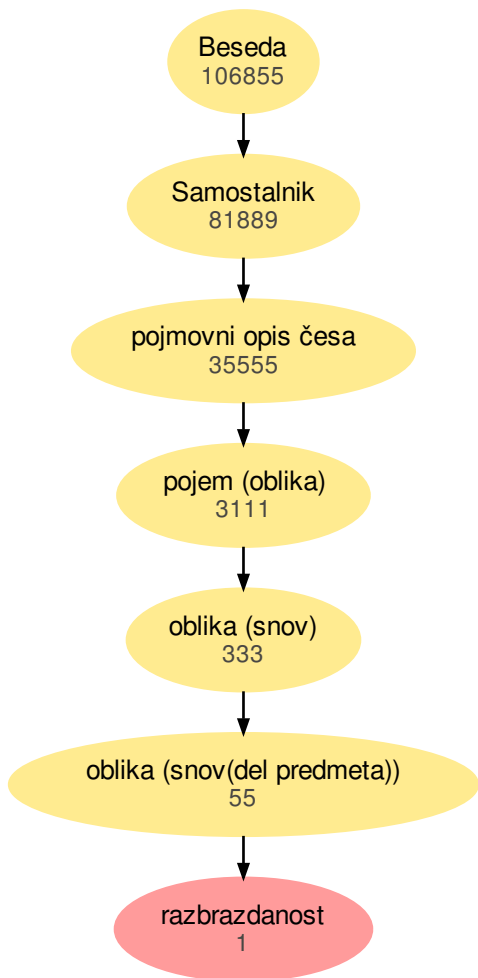 Beseda
106855
Samostalnik
81889
pojmovni opis česa
35555
pojem (oblika)
3111
oblika (snov)
333
oblika (snov(del predmeta))
55
razbrazdanost
1